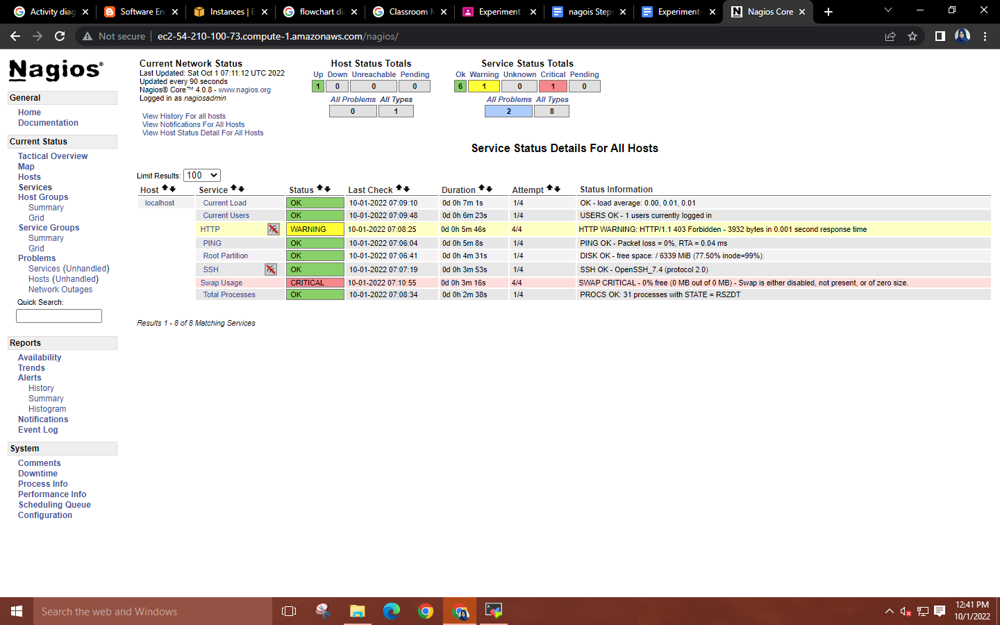 Activity diag
Software En
Instances | E
flowchart di
Classroom M
Experiment
nagois Step
Experiment-
Nagios Core
Not secure
ec2-54-210-100-73.compute-1.amazonaws.com/nagios/
Nagios®
General
Home
Documentation
Current Status
Tactical Overview
Map
Hosts
Services
Host Groups
Summary
Grid
Service Groups
Summary
Grid
Problems
Services (Unhandled)
Hosts (Unhandled)
Network Outages
Quick Search:
Reports
Availability
Trends
Alerts
History
Summary
Histogram
Notifications
Event Log
System
Comments
Downtime
Process Info
Performance Info
Scheduling Queue
Configuration
Current Network Status
Last Updated: Sat Oct 1 07:11:12 UTC 2022
Updated every 90 seconds
Nagios® Core™ 4.0.8 - www.nagios.org
Logged in as nagiosadmin
View History For all hosts
View Notifications For All Hosts
View Host Status Detail For All Hosts
Host Status Totals
Up Down Unreachable Pending
1 0 0 0
All Problems All Types
0 1
Service Status Totals
Ok Warning Unknown Critical Pending
6 1 0 1 0
All Problems All Types
2 8
Service Status Details For All Hosts
Limit Results: 100
Host Service Status Last Check Duration Attempt Status Information
localhost Current Load OK 10-01-2022 07:09:10 0d 0h 7m 1s 1/4 OK - load average: 0.00, 0.01, 0.01
Current Users OK 10-01-2022 07:09:48 0d 0h 6m 23s 1/4 USERS OK - 1 users currently logged in
HTTP WARNING 10-01-2022 07:08:25 0d 0h 5m 46s 4/4 HTTP WARNING: HTTP/1.1 403 Forbidden - 3932 bytes in 0.001 second response time
PING OK 10-01-2022 07:06:04 0d 0h 5m 8s 1/4 PING OK - Packet loss = 0%, RTA = 0.04 ms
Root Partition OK 10-01-2022 07:06:41 0d 0h 4m 31s 1/4 DISK OK - free space: / 6339 MiB (77.50% inode=99%):
SSH OK 10-01-2022 07:07:19 0d 0h 3m 53s 1/4 SSH OK - OpenSSH_7.4 (protocol 2.0)
Swap Usage CRITICAL 10-01-2022 07:10:55 0d 0h 3m 16s 4/4 SWAP CRITICAL - 0% free (0 MB out of 0 MB) - Swap is either disabled, not present, or of zero size.
Total Processes OK 10-01-2022 07:08:34 0d 0h 2m 38s 1/4 PROCS OK: 31 processes with STATE = RSZDT
Results 1 - 8 of 8 Matching Services
Search the web and Windows
12:41 PM
10/1/2022